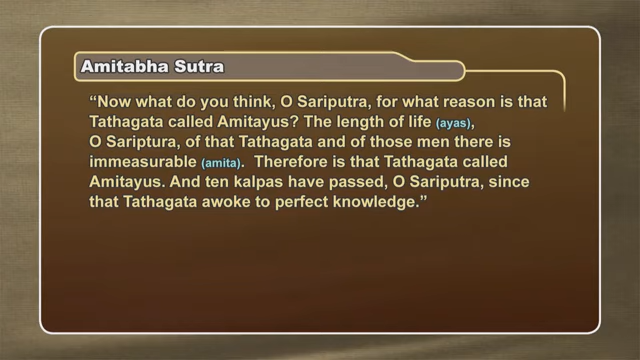 Amitabha Sutra
“Now what do you think, O Sariputra, for what reason is that
Tathagata called Amitayus? The length of life (ayas),
O Sariptura, of that Tathagata and of those men there is
immeasurable (amita).  Therefore is that Tathagata called
Amitayus. And ten kalpas have passed, O Sariputra, since
that Tathagata awoke to perfect knowledge.”